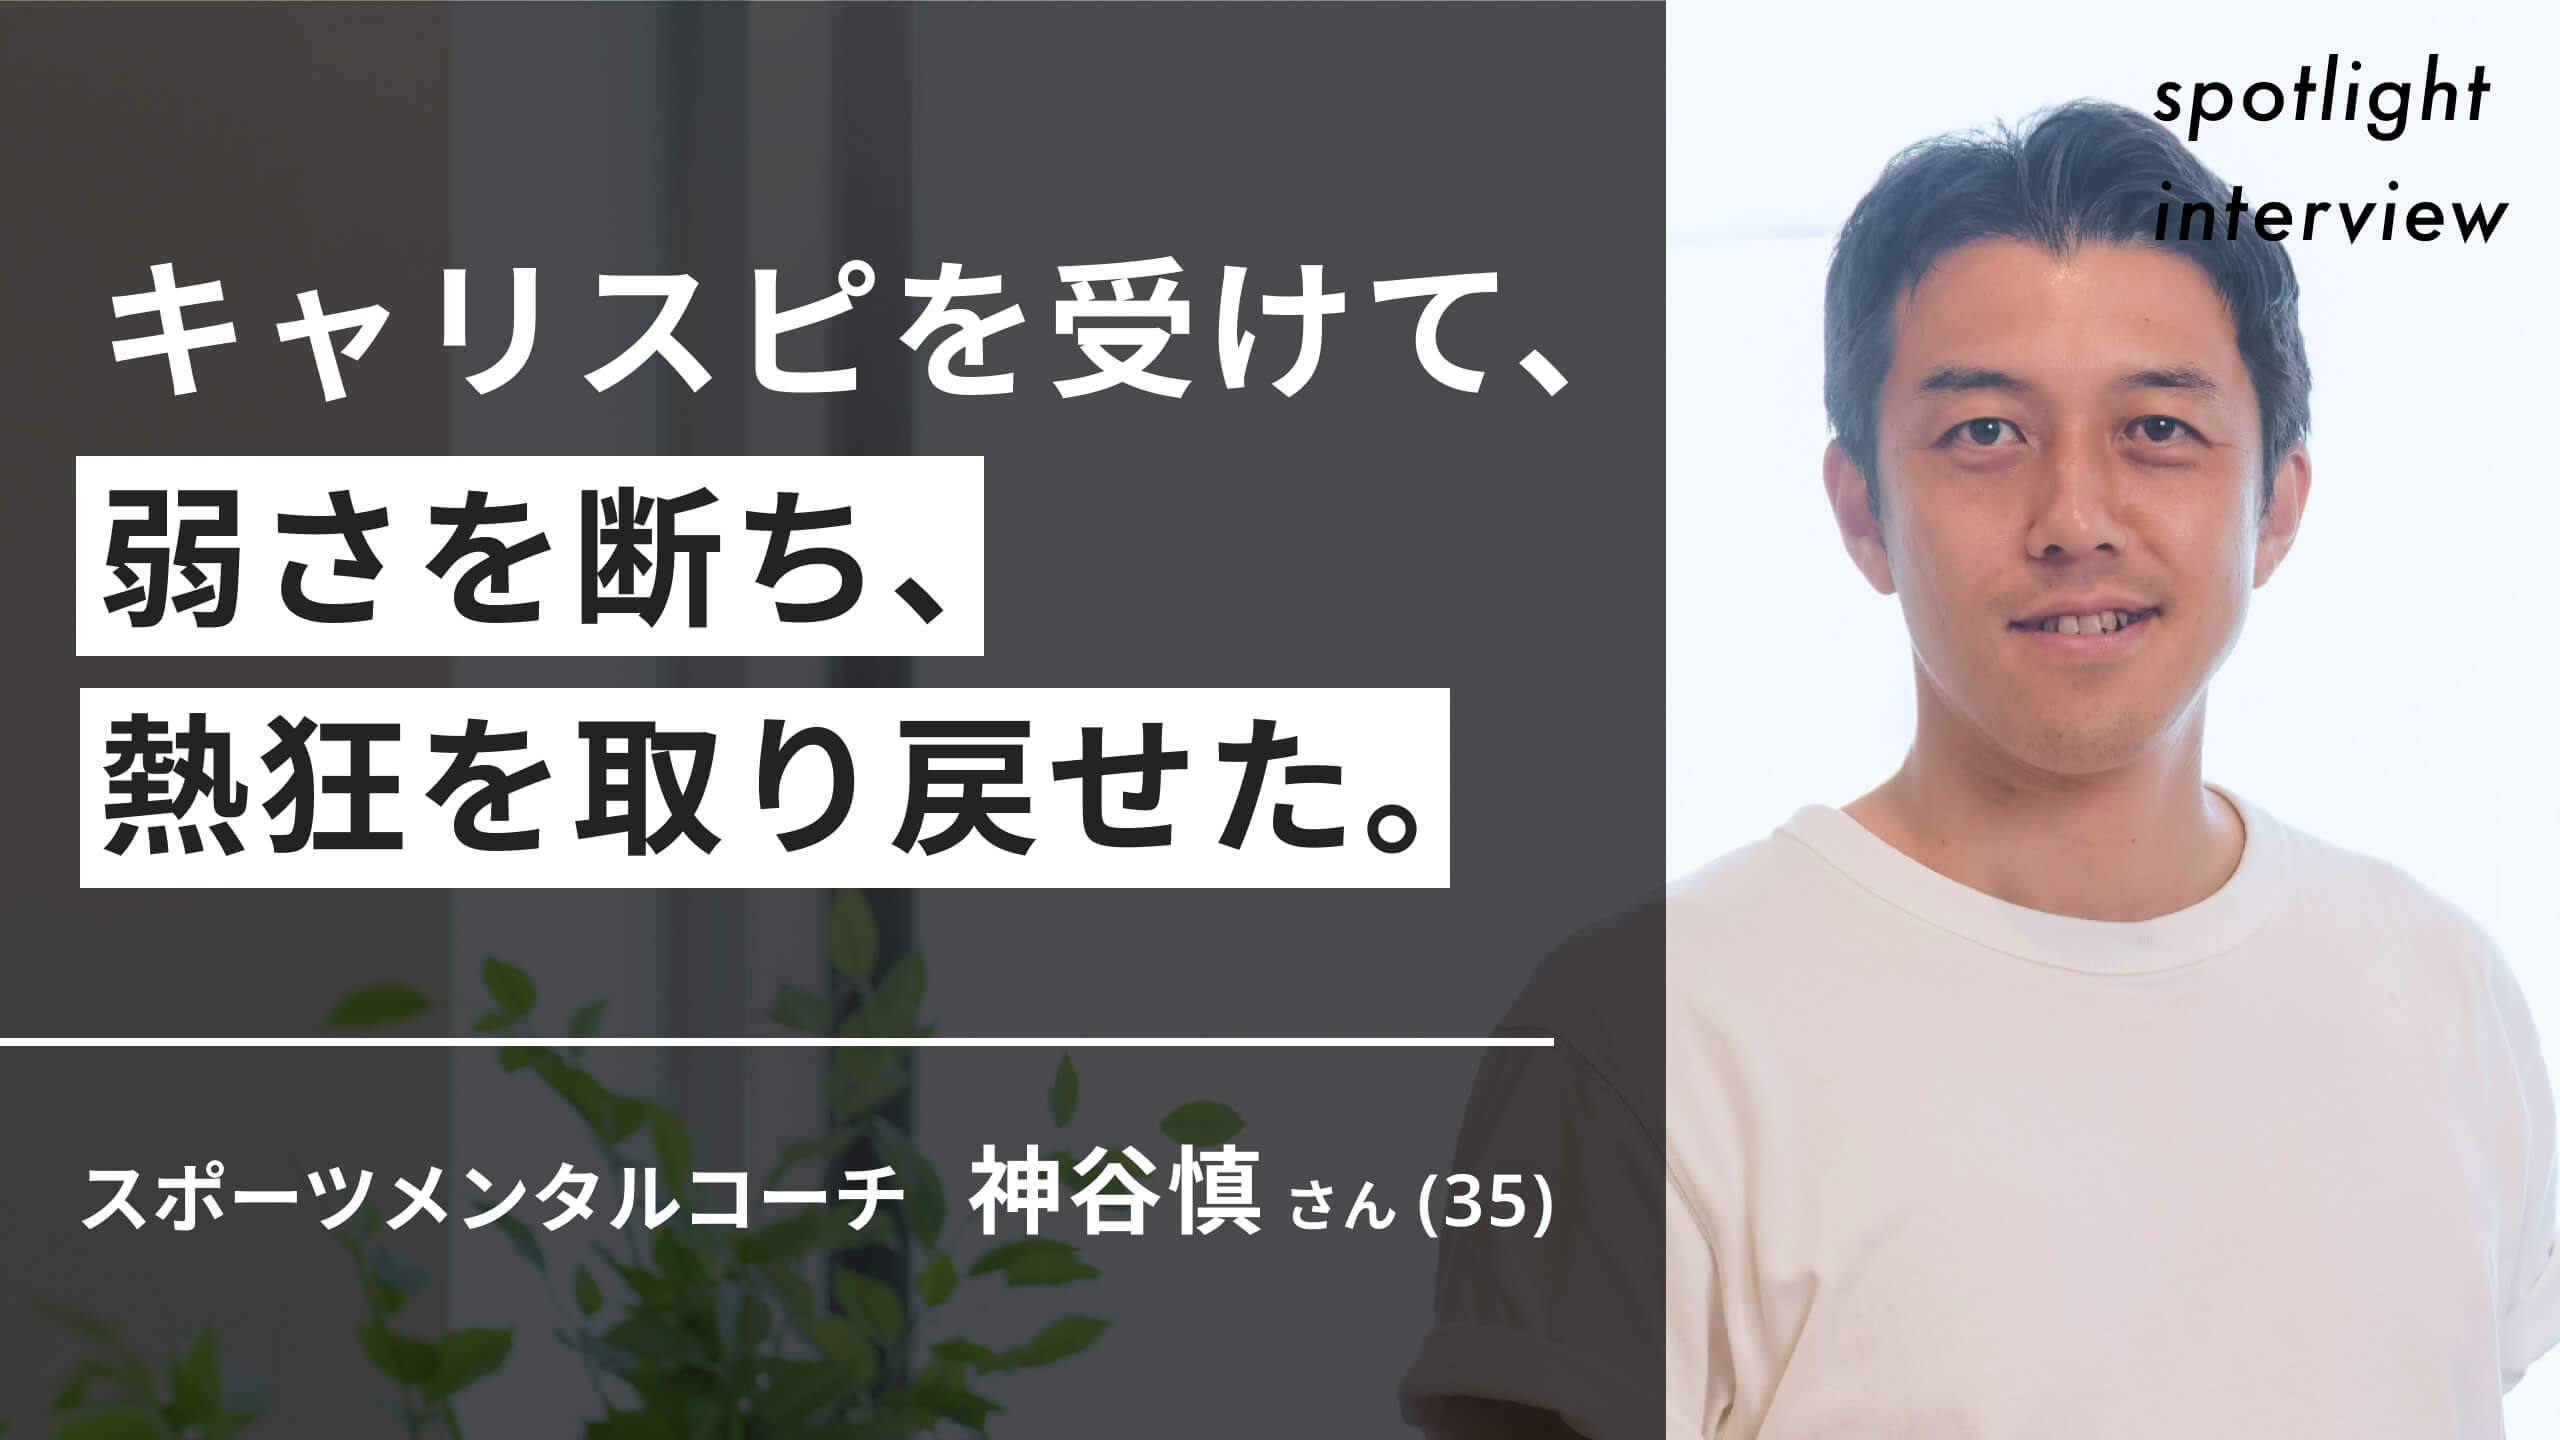 spotlight
interview
キャリスピを受けて、
弱さを断ち、
熱狂を取り戻せた。
スポーツメンタルコーチ 神谷慎 さん (35)